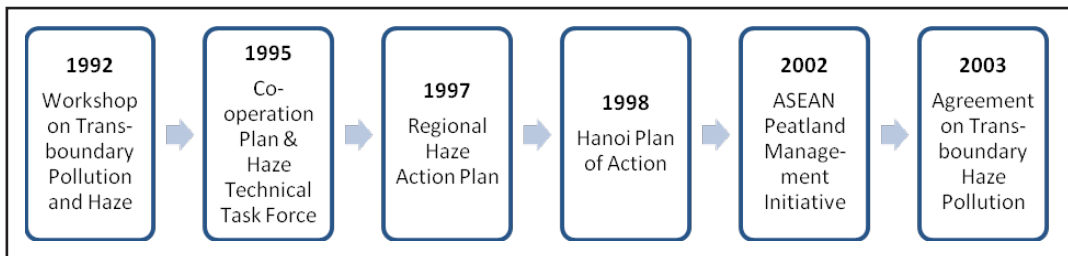 1992
Workshop
on Trans-
boundary
Pollution
and Haze
1995
Co-
operation
Plan &
Haze
Technical
Task Force
1997
Regional
Haze
Action Plan
1998
Hanoi Plan
of Action
2002
ASEAN
Peatland
Manage-
ment
Initiative
2003
Agreement
on Trans-
boundary
Haze
Pollution